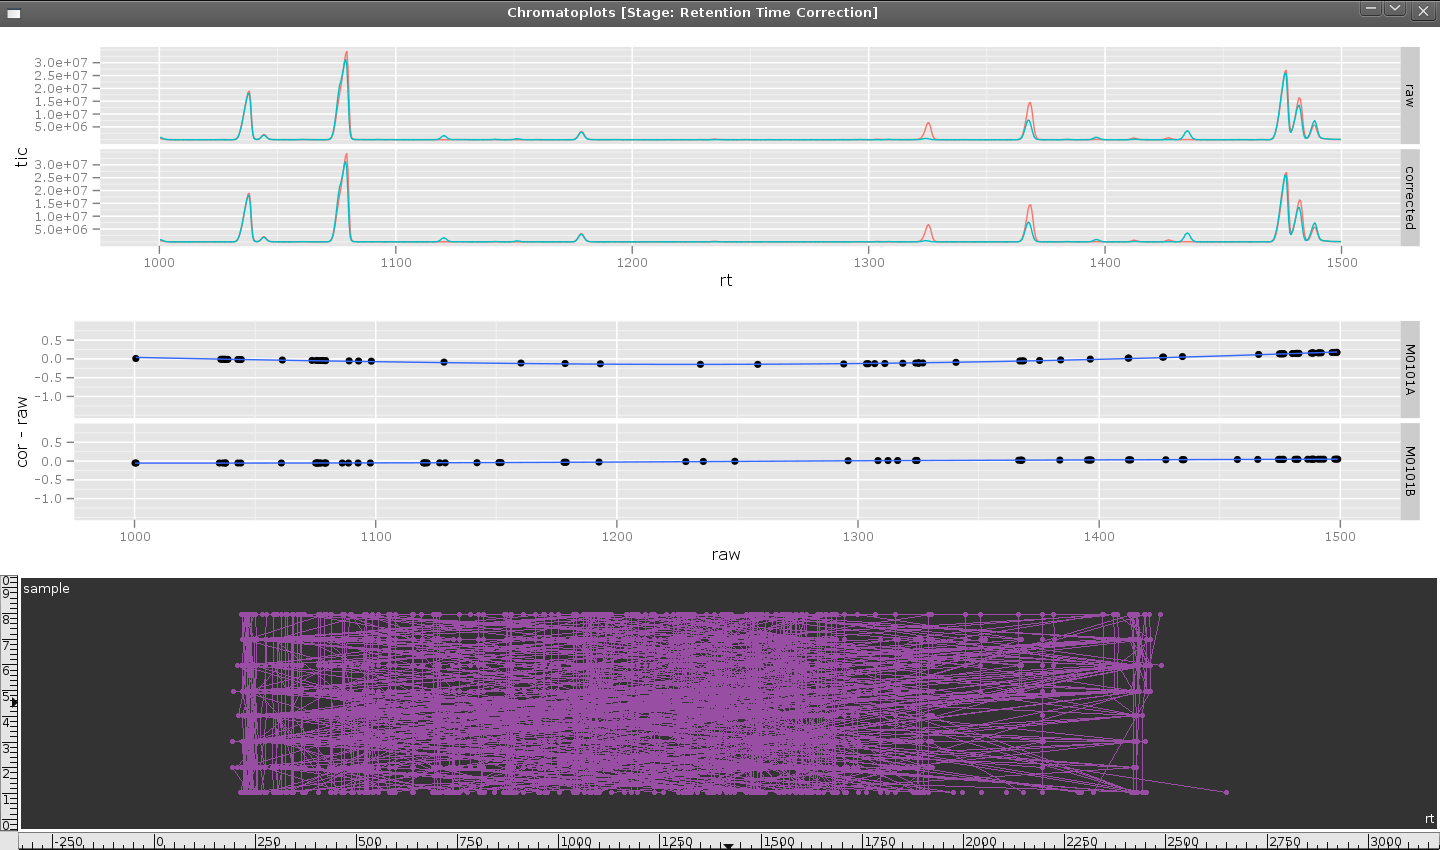 Chromatoplots [Stage: Retention Time Correction]
3.0e+07
2.5e+07
2.0e+07
1.5e+07
1.0e+07
5.0e+06
raw
tic
3.0e+07
2.5e+07
2.0e+07
1.5e+07
1.0e+07
5.0e+06
corrected
1000 1100 1200 1300 1400 1500
rt
0.5
0.0
−0.5
−1.0
M0101A
cor - raw
0.5
0.0
−0.5
−1.0
M0101B
1000 1100 1200 1300 1400 1500
raw
sample
0
9
8
7
6
5
4
3
2
1
0
rt
-250 0 250 500 750 1000 1250 1500 1750 2000 2250 2500 2750 3000